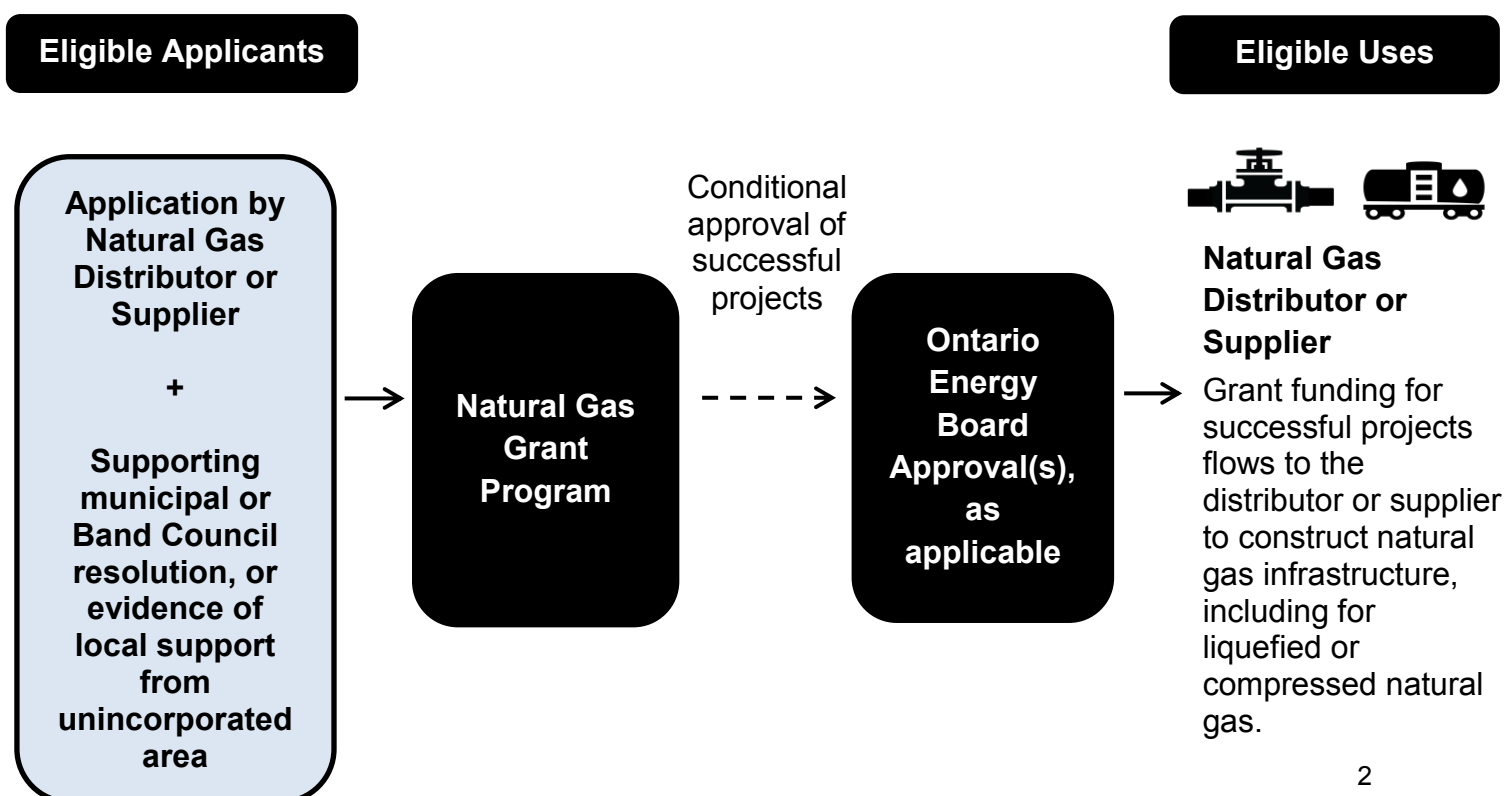 Eligible Applicants
Eligible Uses
Application by
Natural Gas
Distributor or
Supplier
+
Supporting
municipal or
Band Council
resolution, or
evidence of
local support
from
unincorporated
area
Natural Gas
Grant
Program
Conditional
approval of
successful
projects
Ontario
Energy
Board
Approval(s),
as
applicable
Natural Gas
Distributor or
Supplier
Grant funding for
successful projects
flows to the
distributor or supplier
to construct natural
gas infrastructure,
including for
liquefied or
compressed natural
gas.
2